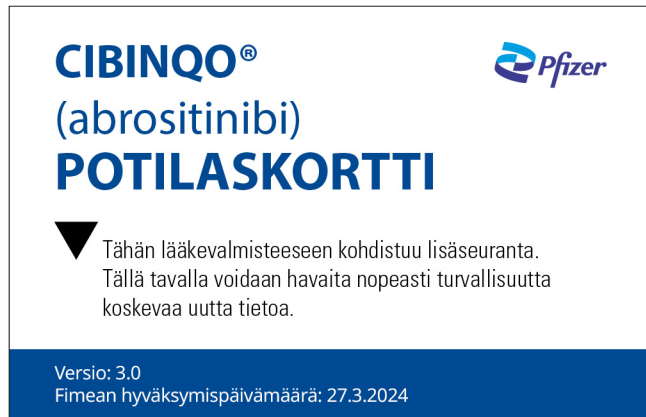 CIBINQO®
Pfizer
(abrositinibi)
POTILASKORTTI
Tähän lääkevalmisteeseen kohdistuu lisäseuranta.
Tällä tavalla voidaan havaita nopeasti turvallisuutta
koskevaa uutta tietoa.
Versio: 3.0
Fimean hyväksymispäivämäärä: 27.3.2024